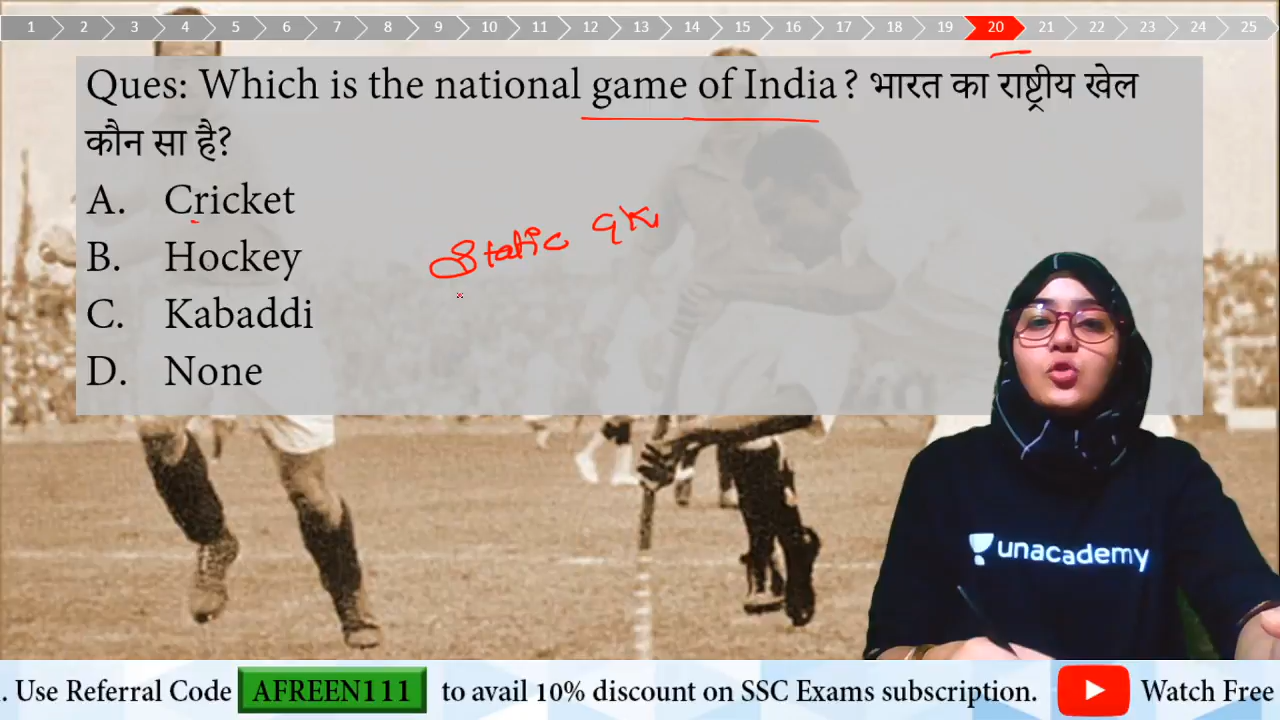 1 2 3 4 5 6 7 8 9 10 11 12 13 14 15 16 17 18 19 20 21 22 23 24 25
Ques: Which is the national game of India? भारत का राष्ट्रीय खेल
कौन सा है?
A. Cricket
B. Hockey
C. Kabaddi
D. None
Static GK
unacademy
. Use Referral Code AFREEN111 to avail 10% discount on SSC Exams subscription. Watch Free